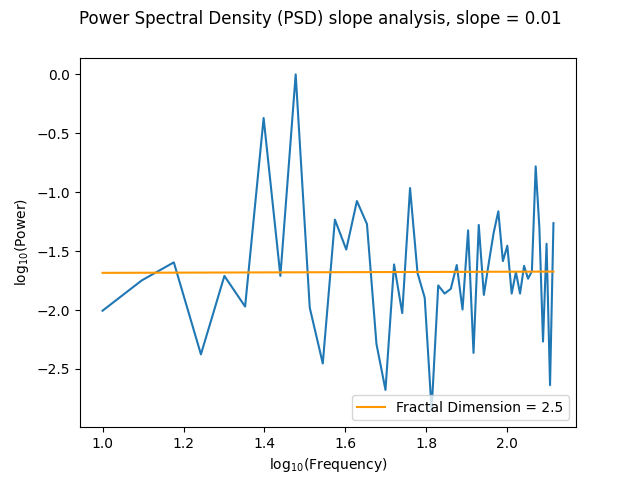 Power Spectral Density (PSD) slope analysis, slope = 0.01
0.0
−0.5
−1.0
−1.5
−2.0
−2.5
log₁₀(Power)
Fractal Dimension = 2.5
1.0 1.2 1.4 1.6 1.8 2.0
log₁₀(Frequency)